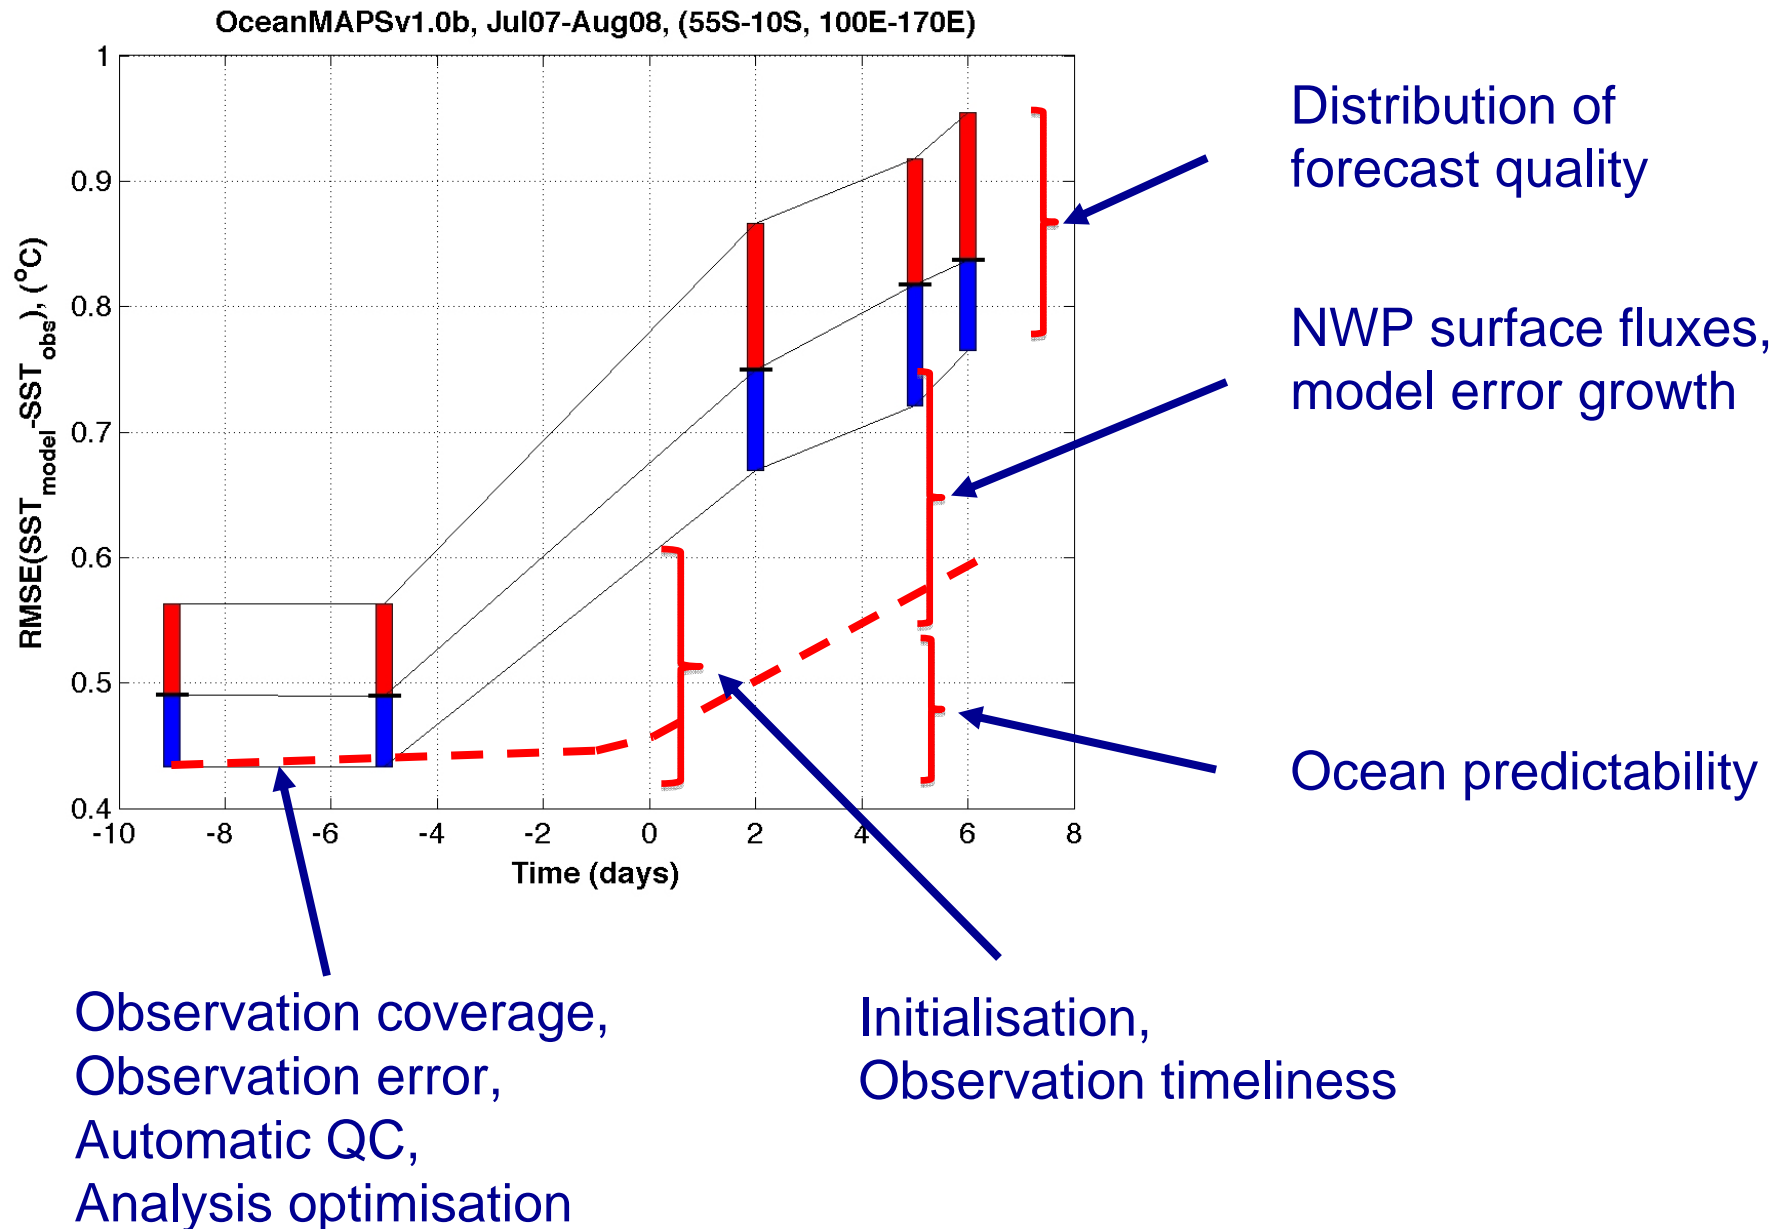 OceanMAPSv1.0b, Jul07-Aug08, (55S-10S, 100E-170E)
RMSE(SST_model-SST_obs), (°C)
1
0.9
0.8
0.7
0.6
0.5
0.4
-10 -8 -6 -4 -2 0 2 4 6 8
Time (days)
Distribution of
forecast quality
NWP surface fluxes,
model error growth
Ocean predictability
Observation coverage,
Observation error,
Automatic QC,
Analysis optimisation
Initialisation,
Observation timeliness